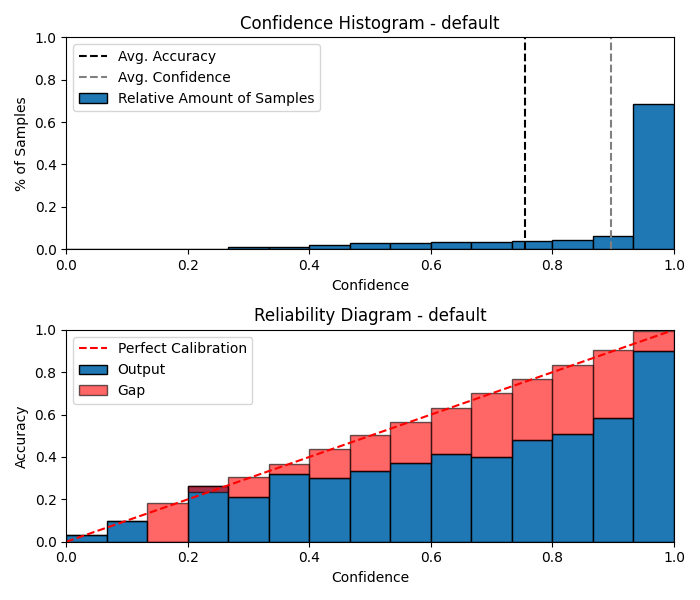 Confidence Histogram - default
1.0
0.8
0.6
0.4
0.2
0.0
% of Samples
Avg. Accuracy
Avg. Confidence
Relative Amount of Samples
0.0 0.2 0.4 0.6 0.8 1.0
Confidence
Reliability Diagram - default
1.0
0.8
0.6
0.4
0.2
0.0
Accuracy
Perfect Calibration
Output
Gap
0.0 0.2 0.4 0.6 0.8 1.0
Confidence